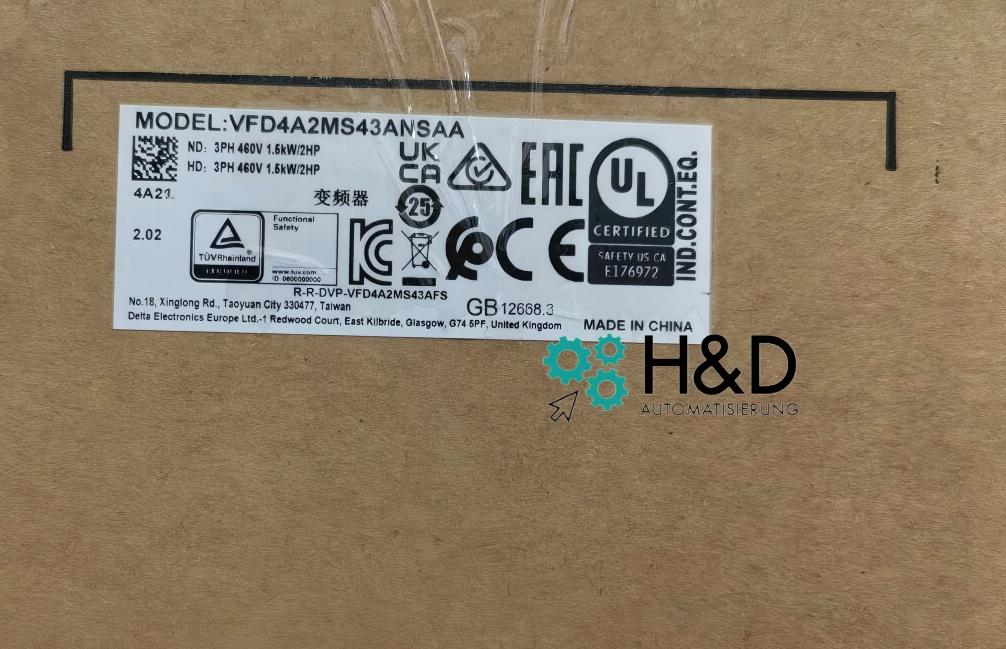 MODEL:VFD4A2MS43ANSAA
ND: 3PH 460V 1.5kW/2HP
HD: 3PH 460V 1.5kW/2HP
4A21
变频器
2.02
UK
CA
EAC
25
UL
CERTIFIED
SAFETY US CA
E176972
IND.CONT.EQ.
TÜVRheinland
Functional
Safety
www.tuv.com
ID 0600000000
KC
CE
R-R-DVP-VFD4A2MS43AFS
GB12668.3
No.18, Xinglong Rd., Taoyuan City 330477, Taiwan
Delta Electronics Europe Ltd.-1 Redwood Court, East Kilbride, Glasgow, G74 5PF, United Kingdom
MADE IN CHINA
H&D
AUTOMATISIERUNG